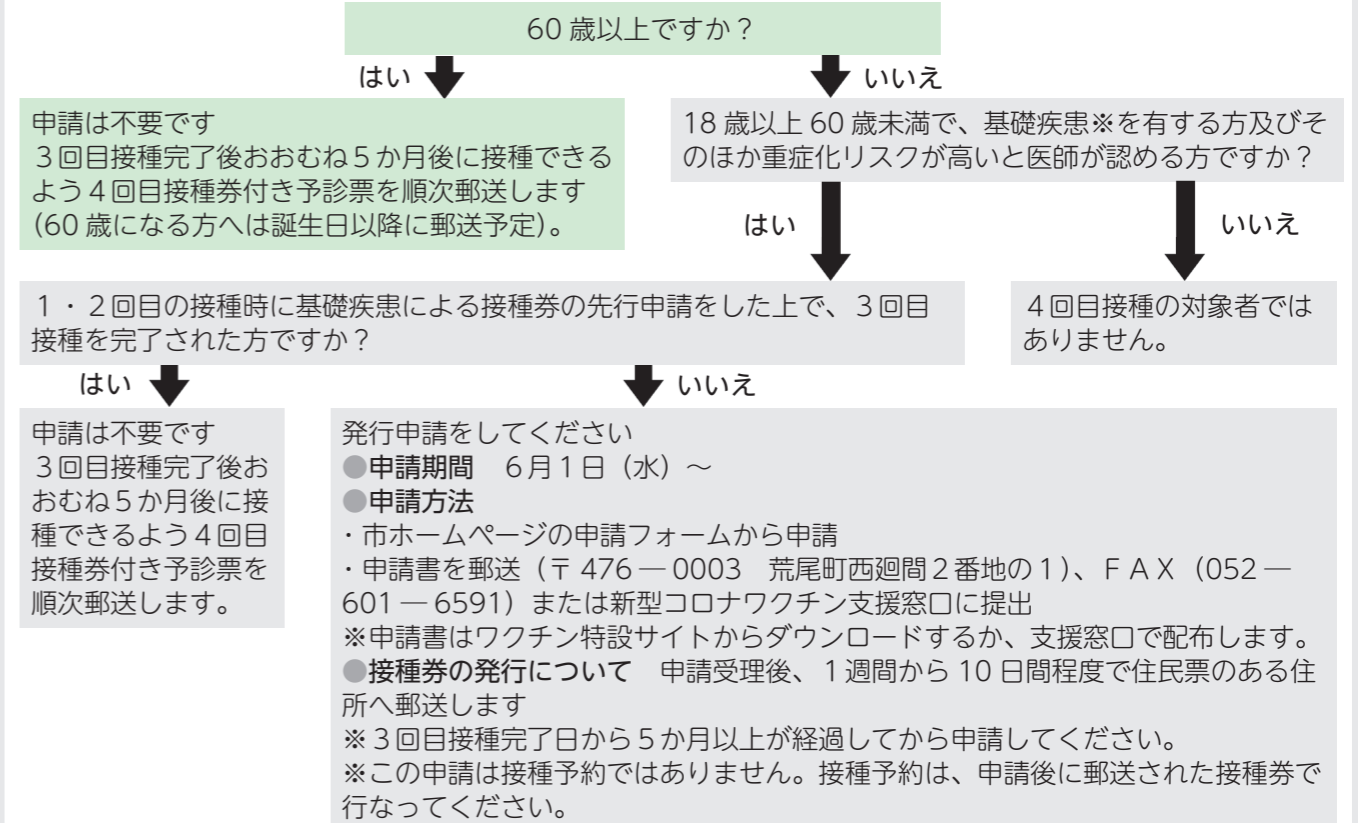 60 歳以上ですか？
はい
いいえ
申請は不要です
３回目接種完了後おおむね５か月後に接種できる
よう４回目接種券付き予診票を順次郵送します
（60 歳になる方へは誕生日以降に郵送予定）。
18 歳以上 60 歳未満で、基礎疾患※を有する方及びそ
のほか重症化リスクが高いと医師が認める方ですか？
はい
いいえ
１・２回目の接種時に基礎疾患による接種券の先行申請をした上で、３回目
接種を完了された方ですか？
４回目接種の対象者では
ありません。
はい
いいえ
申請は不要です
３回目接種完了後お
おむね５か月後に接
種できるよう４回目
接種券付き予診票を
順次郵送します。
発行申請をしてください
●申請期間　６月１日（水）～
●申請方法
・市ホームページの申請フォームから申請
・申請書を郵送（〒 476 ― 0003　荒尾町西廻間２番地の１）、ＦＡＸ（052 ―
601 ― 6591）または新型コロナワクチン支援窓口に提出
※申請書はワクチン特設サイトからダウンロードするか、支援窓口で配布します。
●接種券の発行について　申請受理後、１週間から 10 日間程度で住民票のある住
所へ郵送します
※３回目接種完了日から５か月以上が経過してから申請してください。
※この申請は接種予約ではありません。接種予約は、申請後に郵送された接種券で
行なってください。